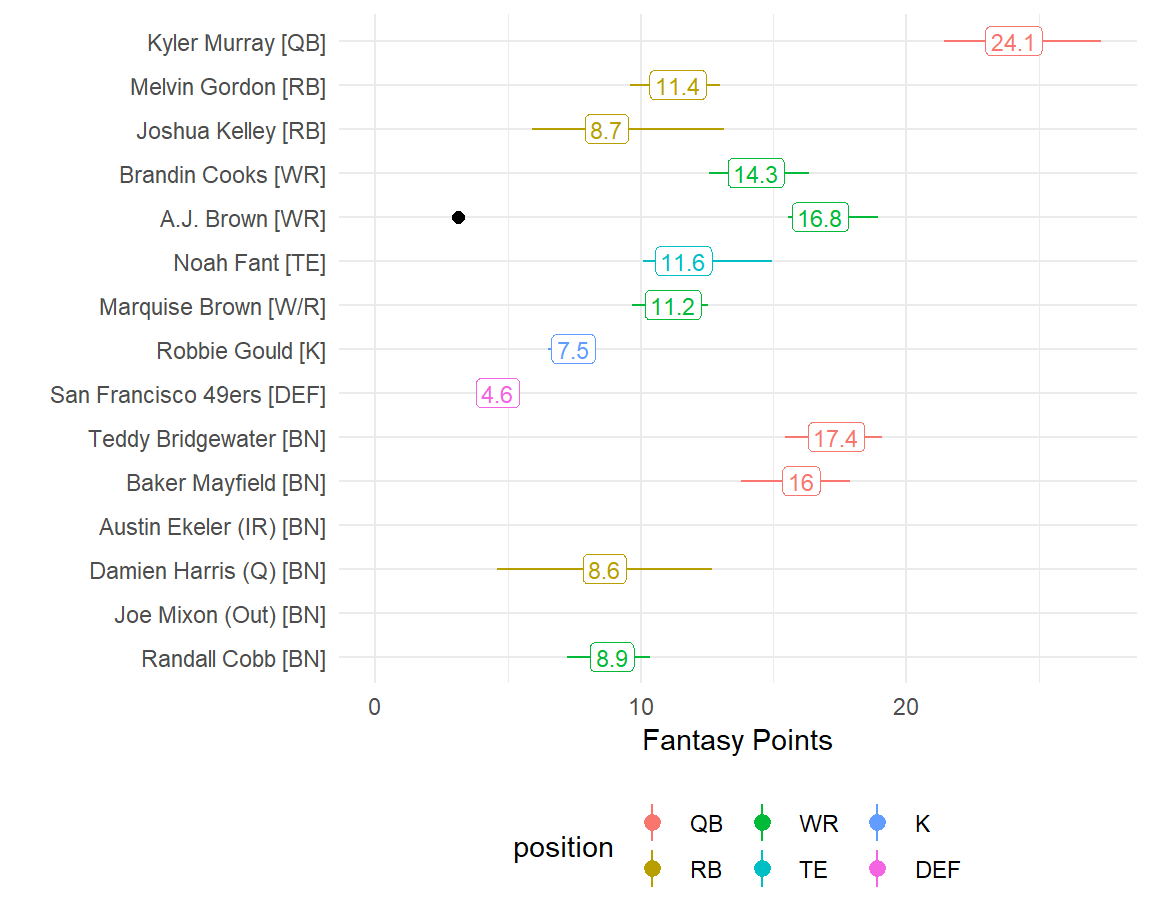 Kyler Murray [QB] 24.1
Melvin Gordon [RB] 11.4
Joshua Kelley [RB] 8.7
Brandin Cooks [WR] 14.3
A.J. Brown [WR] 16.8
Noah Fant [TE] 11.6
Marquise Brown [W/R] 11.2
Robbie Gould [K] 7.5
San Francisco 49ers [DEF] 4.6
Teddy Bridgewater [BN] 17.4
Baker Mayfield [BN] 16
Austin Ekeler (IR) [BN]
Damien Harris (Q) [BN] 8.6
Joe Mixon (Out) [BN]
Randall Cobb [BN] 8.9
0 10 20
Fantasy Points
position
QB WR K
RB TE DEF